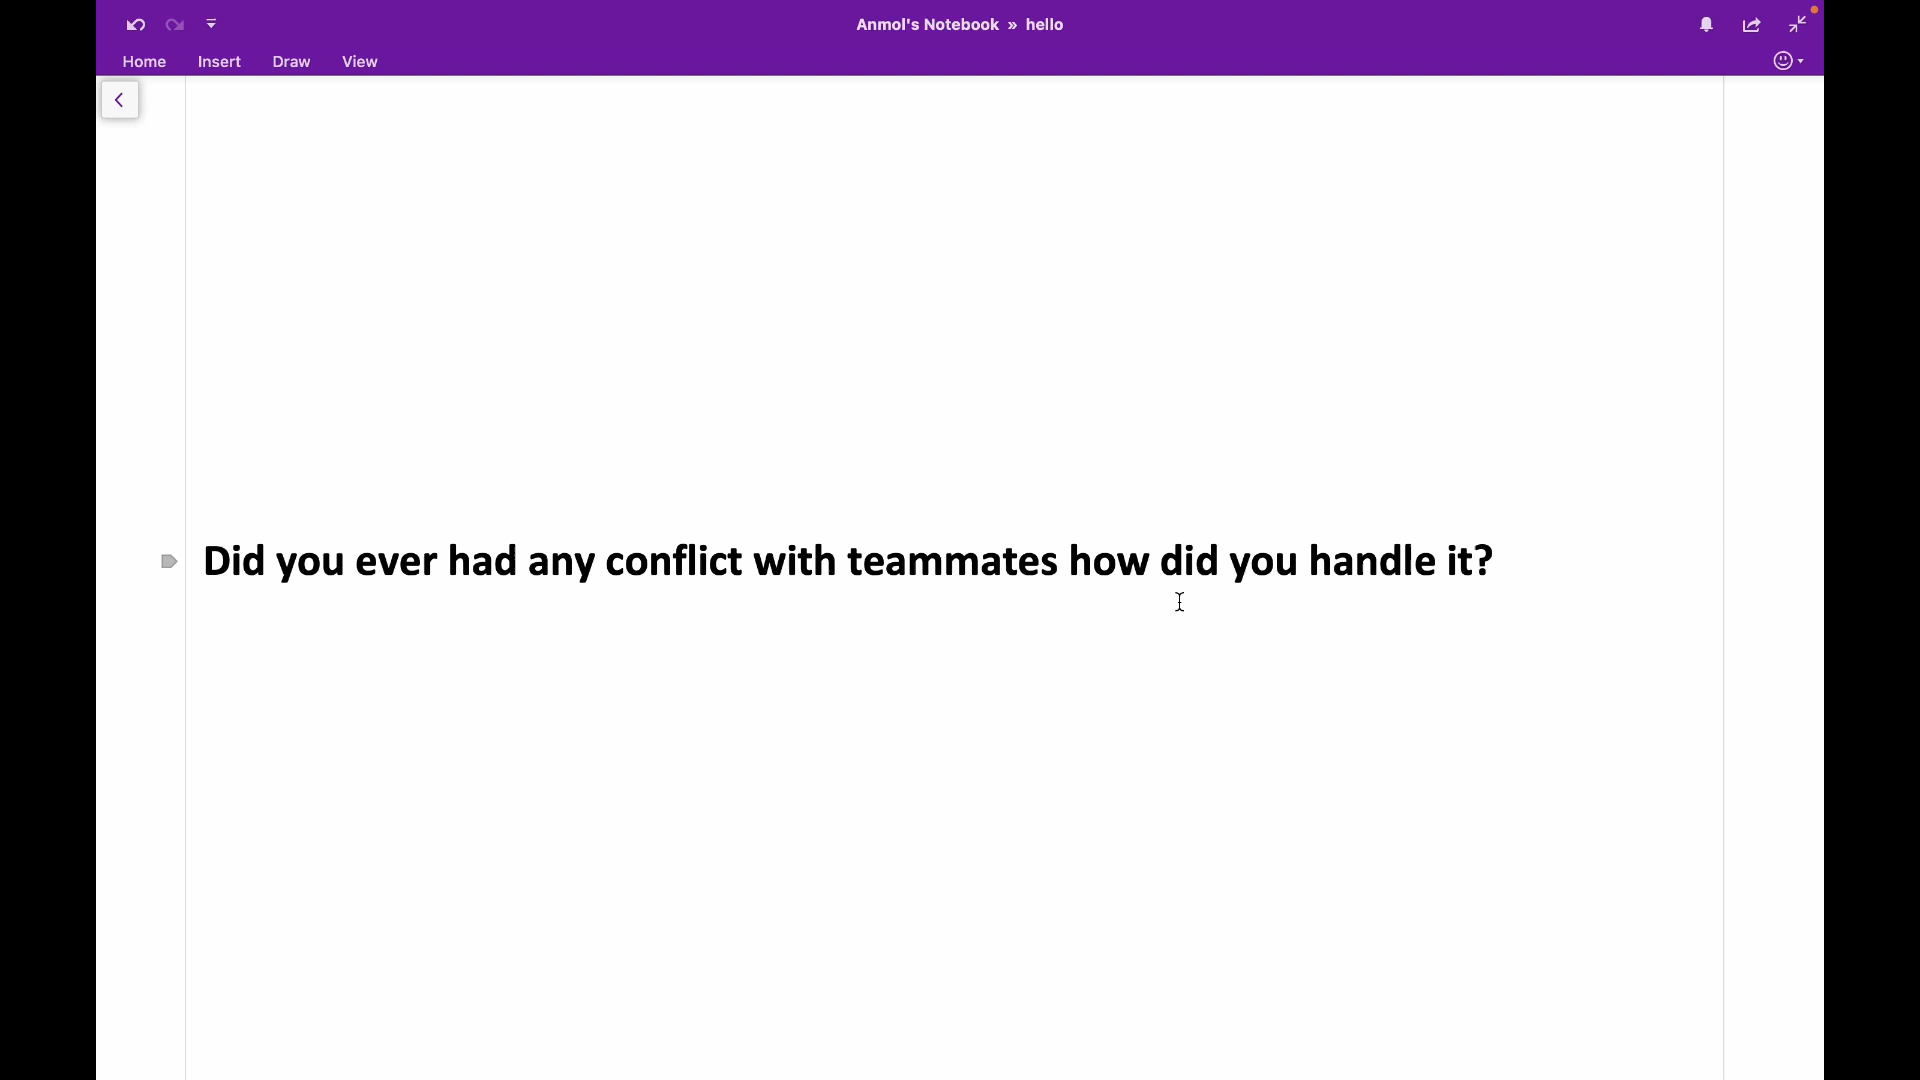 Anmol's Notebook » hello
Home Insert Draw View
Did you ever had any conflict with teammates how did you handle it?